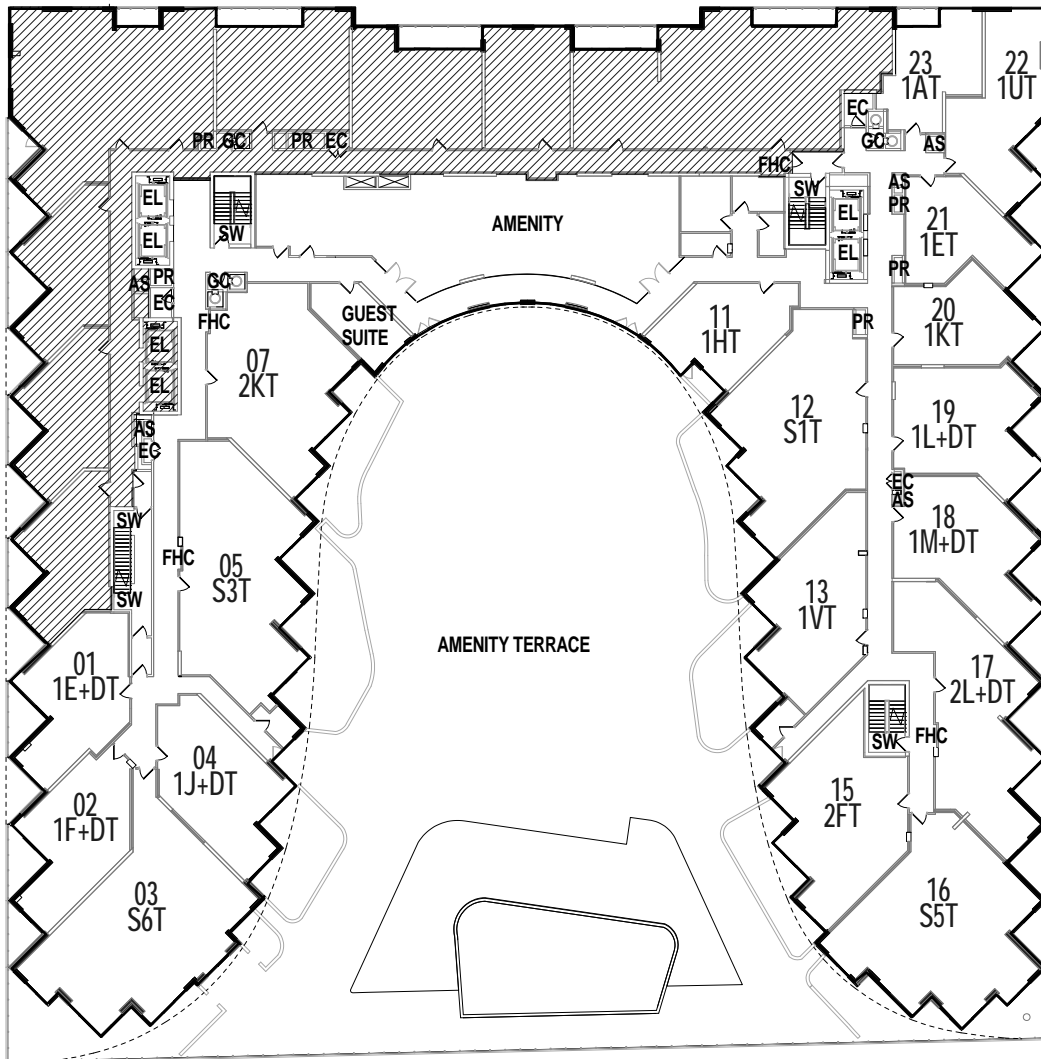 23
1AT
22
1UT
EC
PR
GC
PR
EC
GC
AS
FHC
SW
EL
AS
PR
EL
SW
EL
EL
EL
AMENITY
21
1ET
PR
AS
PR
EC
GC
FHC
GUEST
SUITE
11
1HT
PR
20
1KT
EL
EL
07
2KT
12
S1T
19
1L+DT
AS
EC
EC
AS
SW
FHC
SW
05
S3T
18
1M+DT
13
1VT
AMENITY TERRACE
01
1E+DT
17
2L+DT
04
1J+DT
SW
FHC
02
1F+DT
15
2FT
03
S6T
16
S5T